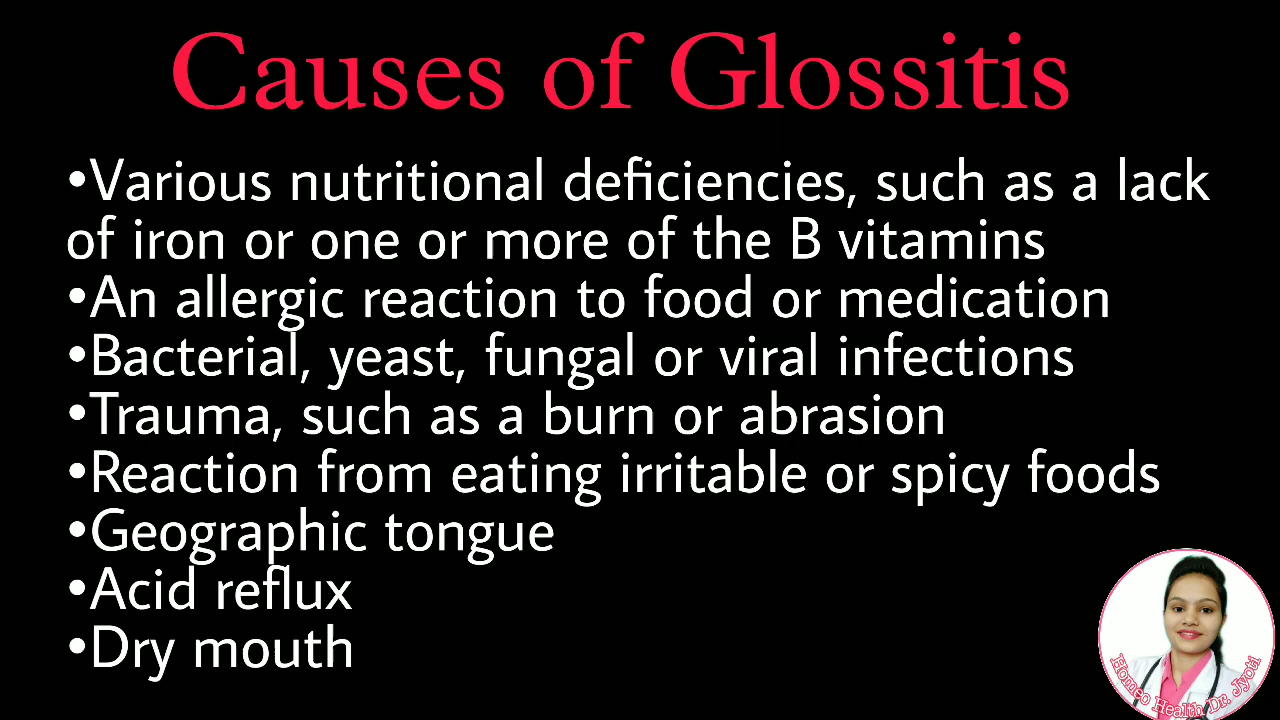 Causes of Glossitis
•Various nutritional deficiencies, such as a lack
of iron or one or more of the B vitamins
•An allergic reaction to food or medication
•Bacterial, yeast, fungal or viral infections
•Trauma, such as a burn or abrasion
•Reaction from eating irritable or spicy foods
•Geographic tongue
•Acid reflux
•Dry mouth
Homeo Health Dr. Jyoti